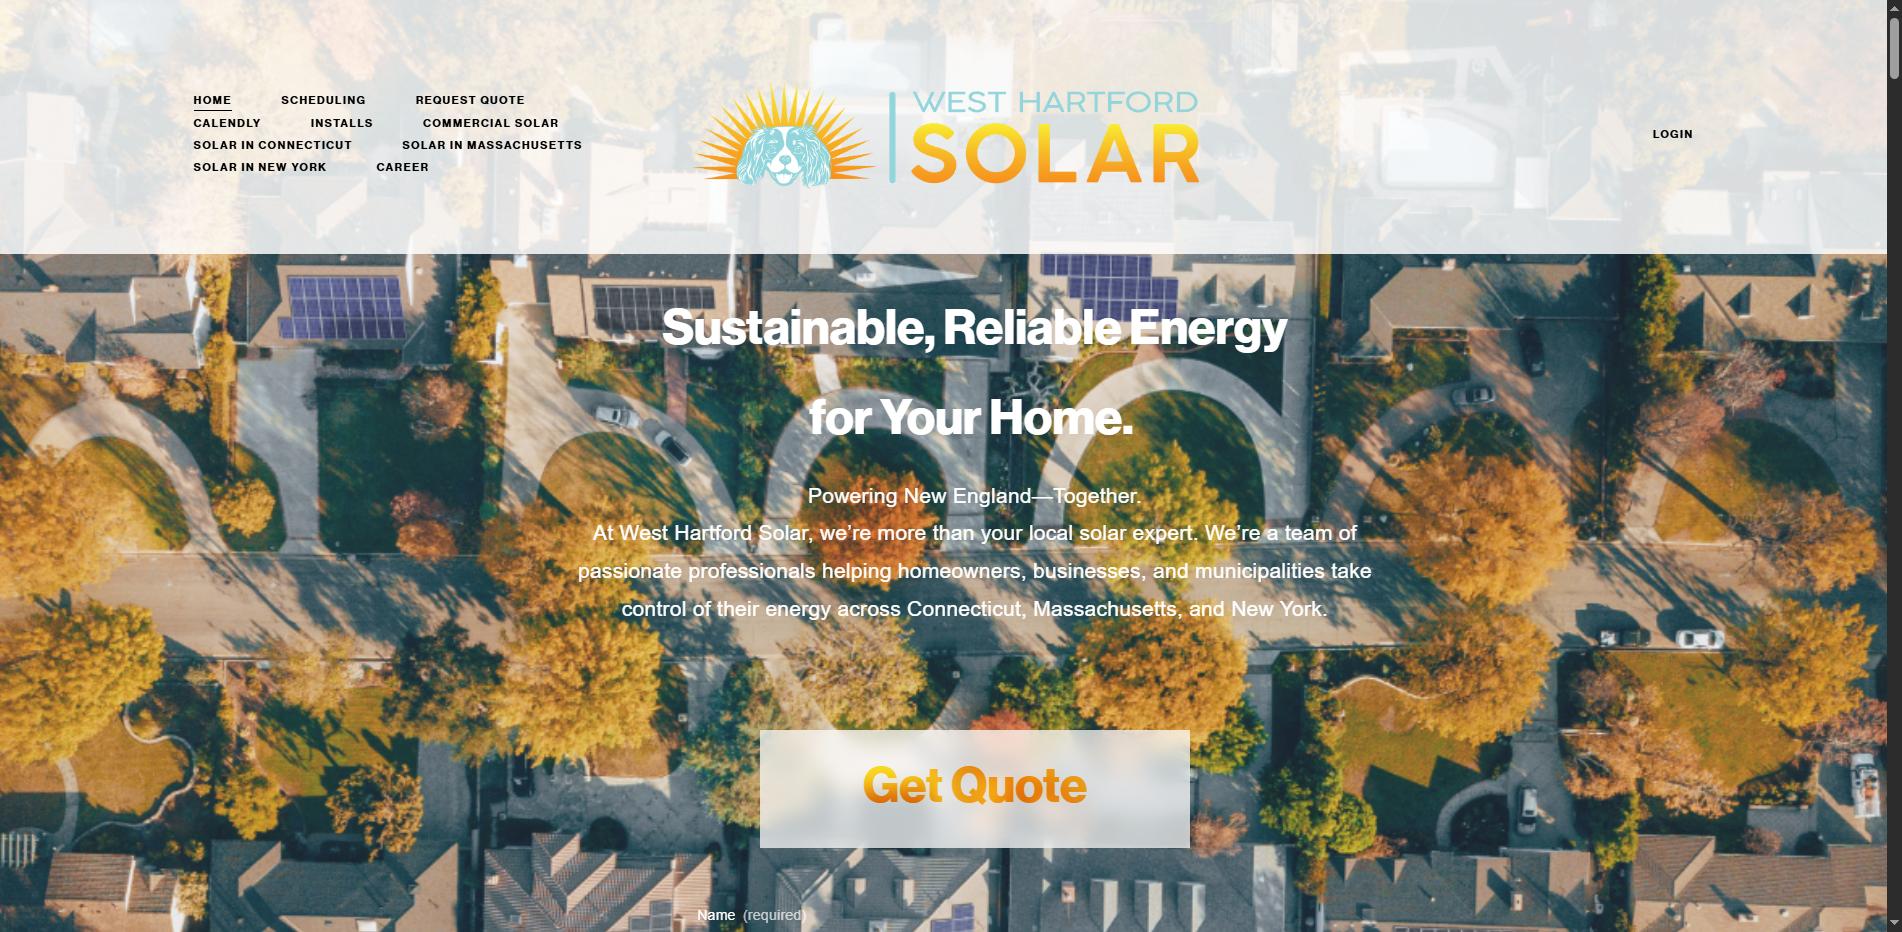 HOME SCHEDULING REQUEST QUOTE
CALENDLY INSTALLS COMMERCIAL SOLAR
SOLAR IN CONNECTICUT SOLAR IN MASSACHUSETTS
SOLAR IN NEW YORK CAREER
WEST HARTFORD
SOLAR
LOGIN
Sustainable, Reliable Energy
for Your Home.
Powering New England—Together.
At West Hartford Solar, we’re more than your local solar expert. We’re a team of
passionate professionals helping homeowners, businesses, and municipalities take
control of their energy across Connecticut, Massachusetts, and New York.
Get Quote
Name (required)